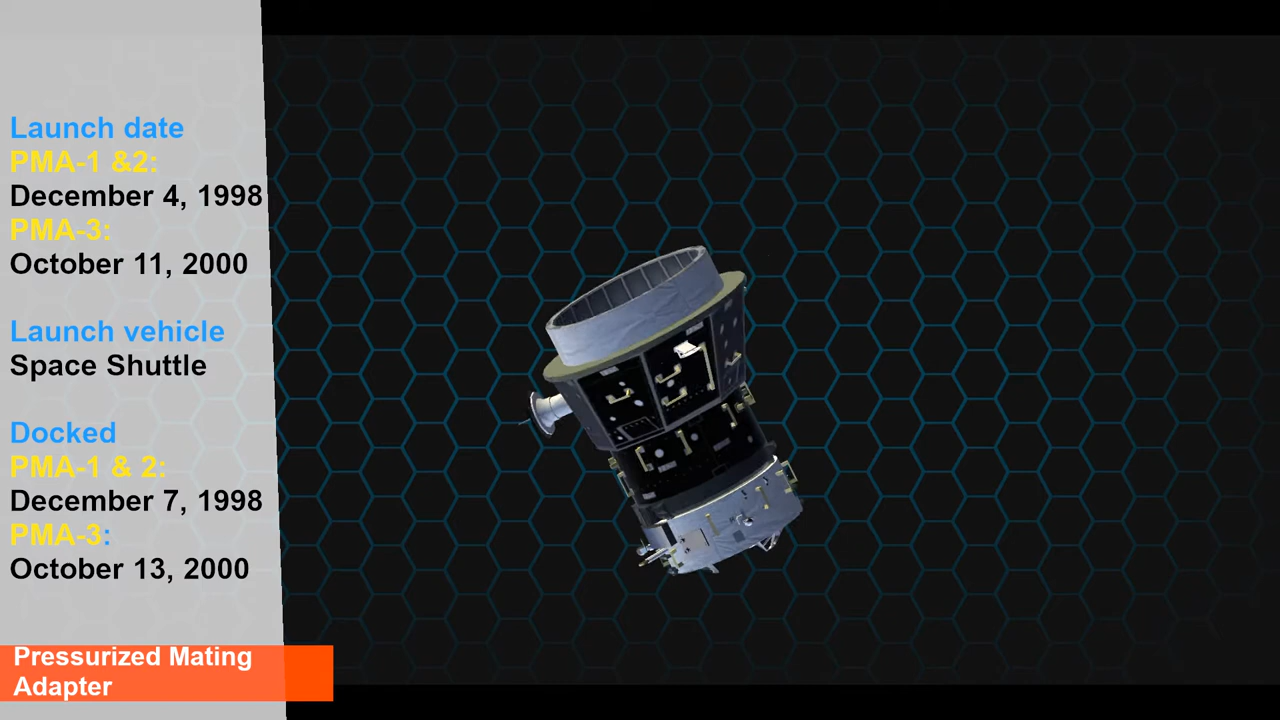 Launch date
PMA-1 &2:
December 4, 1998
PMA-3:
October 11, 2000
Launch vehicle
Space Shuttle
Docked
PMA-1 & 2:
December 7, 1998
PMA-3:
October 13, 2000
Pressurized Mating
Adapter